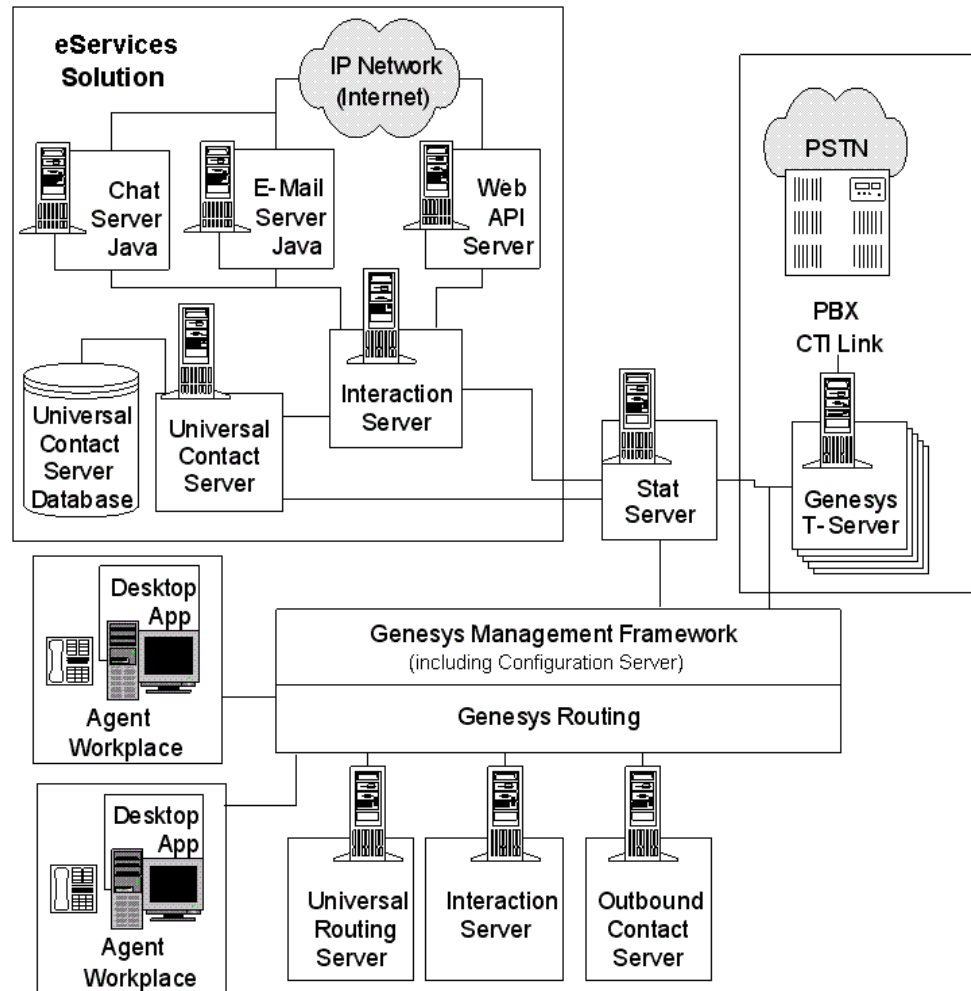 eServices
Solution
IP Network
(Internet)
PSTN
Chat
Server
Java
E-Mail
Server
Java
Web
API
Server
PBX
CTI Link
Interaction
Server
Universal
Contact
Server
Database
Universal
Contact
Server
Stat
Server
Genesys
T-Server
Desktop
App
Agent
Workplace
Genesys Management Framework
(including Configuration Server)
Genesys Routing
Desktop
App
Agent
Workplace
Universal
Routing
Server
Interaction
Server
Outbound
Contact
Server